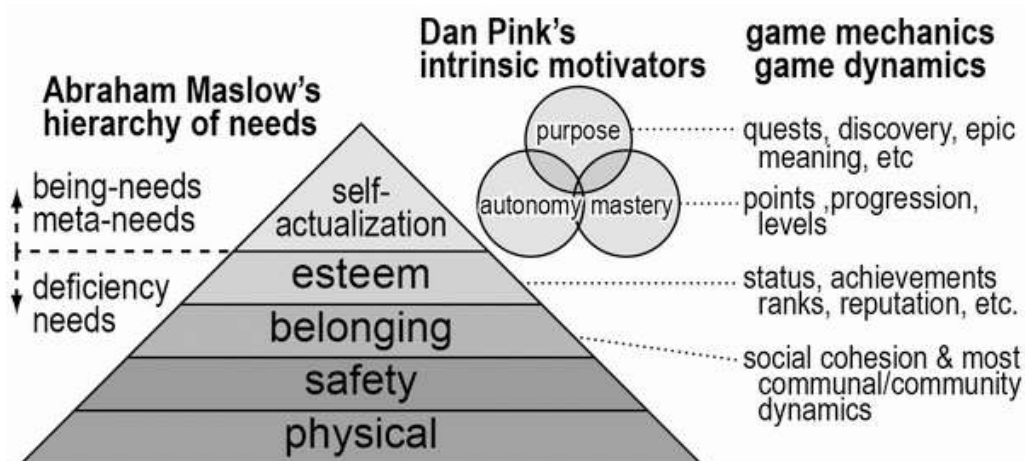 Abraham Maslow's
hierarchy of needs
being-needs
meta-needs
deficiency
needs
self-
actualization
esteem
belonging
safety
physical
Dan Pink's
intrinsic motivators
purpose
autonomy
mastery
game mechanics
game dynamics
quests, discovery, epic
meaning, etc
points ,progression,
levels
status, achievements
ranks, reputation, etc.
social cohesion & most
communal/community
dynamics